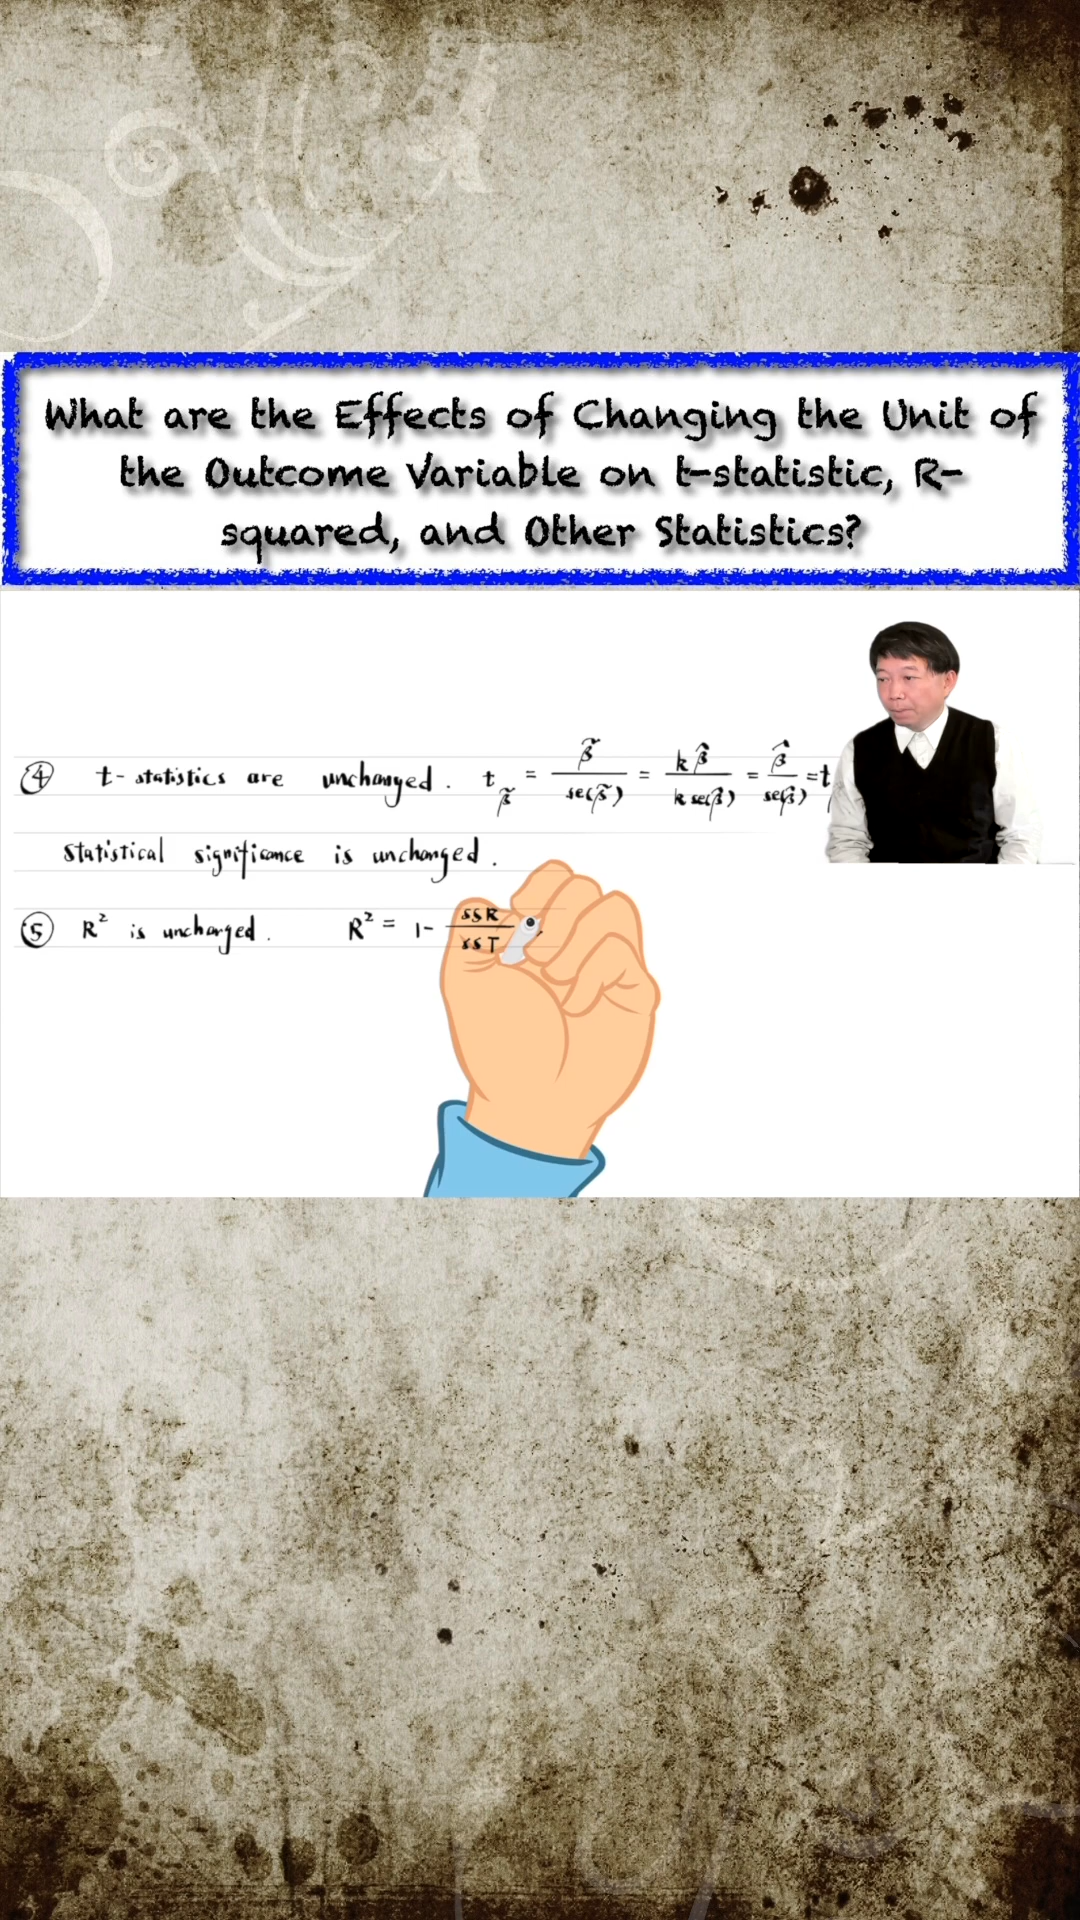 What are the Effects of Changing the Unit of
the Outcome Variable on t-statistic, R-
squared, and Other Statistics?
④ t-statistics are unchanged. t_β̃ = β̃ / se(β̃) = kβ̂ / k se(β̂) = β̂ / se(β̂) = t
statistical significance is unchanged.
⑤ R² is unchanged. R² = 1 - SSR / SST